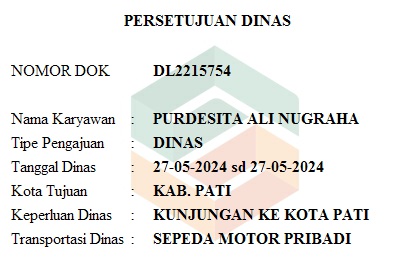 PERSETUJUAN DINAS
NOMOR DOK DL2215754
Nama Karyawan : PURDESITA ALI NUGRAHA
Tipe Pengajuan : DINAS
Tanggal Dinas : 27-05-2024 sd 27-05-2024
Kota Tujuan : KAB. PATI
Keperluan Dinas : KUNJUNGAN KE KOTA PATI
Transportasi Dinas : SEPEDA MOTOR PRIBADI